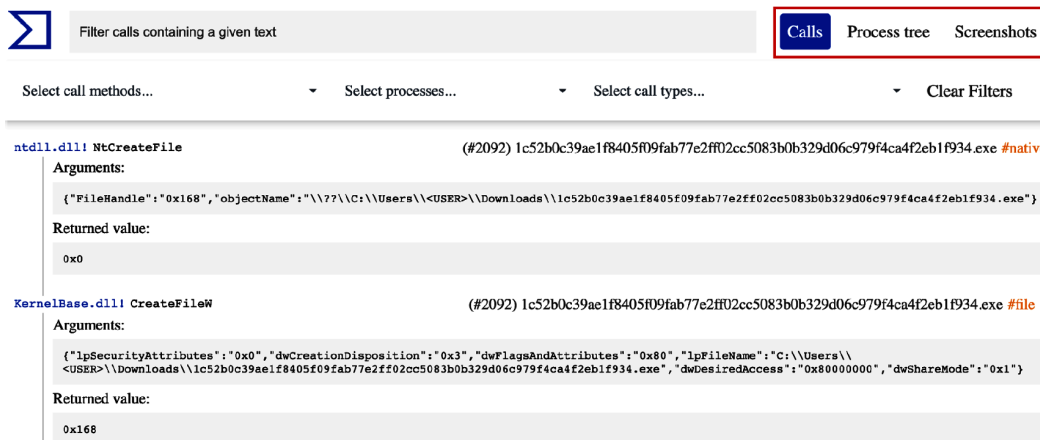 Filter calls containing a given text
Calls Process tree Screenshots
Select call methods... Select processes... Select call types... Clear Filters
ntdll.dll! NtCreateFile (#2092) 1c52b0c39ae1f8405f09fab77e2ff02cc5083b0b329d06c979f4ca4f2eb1f934.exe #nativ
Arguments:
{"FileHandle":"0x168","objectName":"\\??\\C:\\Users\\<USER>\\Downloads\\1c52b0c39ae1f8405f09fab77e2ff02cc5083b0b329d06c979f4ca4f2eb1f934.exe"}
Returned value:
0x0
KernelBase.dll! CreateFileW (#2092) 1c52b0c39ae1f8405f09fab77e2ff02cc5083b0b329d06c979f4ca4f2eb1f934.exe #file
Arguments:
{"lpSecurityAttributes":"0x0","dwCreationDisposition":"0x3","dwFlagsAndAttributes":"0x80","lpFileName":"C:\\Users\\
<USER>\\Downloads\\1c52b0c39ae1f8405f09fab77e2ff02cc5083b0b329d06c979f4ca4f2eb1f934.exe","dwDesiredAccess":"0x80000000","dwShareMode":"0x1"}
Returned value:
0x168